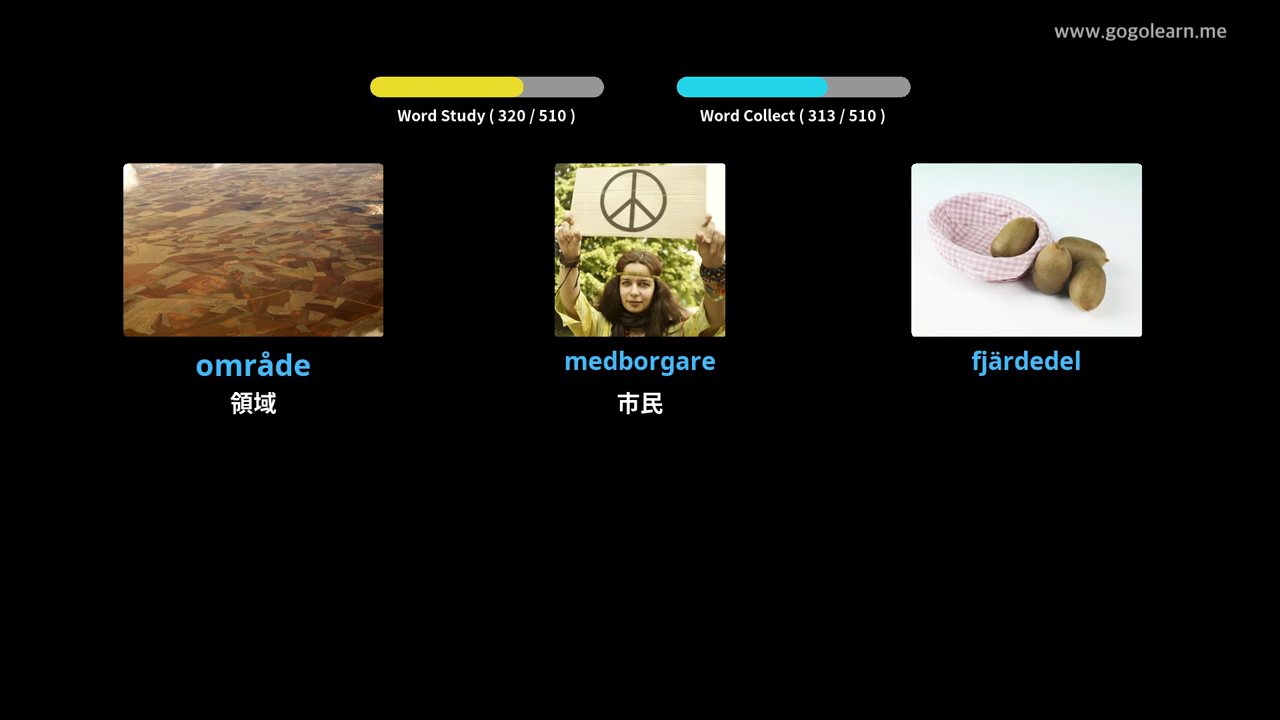 www.gogolearn.me
Word Study ( 320 / 510 )
Word Collect ( 313 / 510 )
område
領域
medborgare
市民
fjärdedel